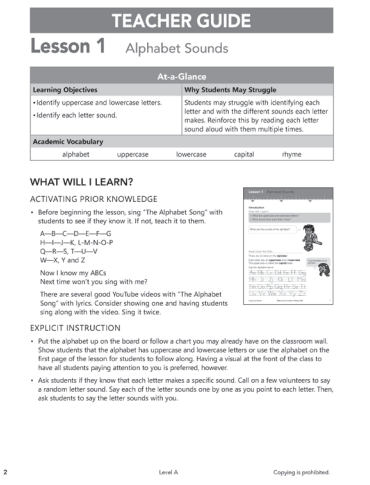 TEACHER GUIDE
Lesson 1 Alphabet Sounds
At-a-Glance
Learning Objectives
Why Students May Struggle
• Identify uppercase and lowercase letters.
• Identify each letter sound.
Students may struggle with identifying each
letter and with the different sounds each letter
makes. Reinforce this by reading each letter
sound aloud with them multiple times.
Academic Vocabulary
alphabet uppercase lowercase capital rhyme
WHAT WILL I LEARN?
ACTIVATING PRIOR KNOWLEDGE
• Before beginning the lesson, sing “The Alphabet Song” with
students to see if they know it. If not, teach it to them.
A—B—C—D—E—F—G
H—I—J—K, L-M-N-O-P
Q—R—S, T—U—V
W—X, Y and Z
Now I know my ABCs
Next time won’t you sing with me?
There are several good YouTube videos with “The Alphabet
Song” with lyrics. Consider showing one and having students
sing along with the video. Sing it twice.
EXPLICIT INSTRUCTION
• Put the alphabet up on the board or follow a chart you may already have on the classroom wall.
Show students that the alphabet has uppercase and lowercase letters or use the alphabet on the
first page of the lesson for students to follow along. Having a visual at the front of the class to
have all students paying attention to you is preferred, however.
• Ask students if they know that each letter makes a specific sound. Call on a few volunteers to say
a random letter sound. Say each of the letter sounds one by one as you point to each letter. Then,
ask students to say the letter sounds with you.
2 Level A Copying is prohibited.